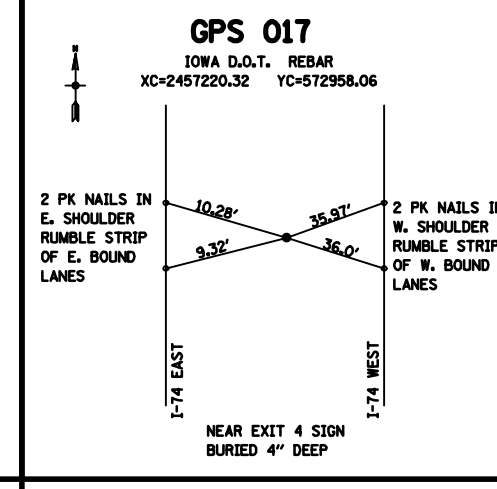 GPS 017
IOWA D.O.T. REBAR
XC=2457220.32 YC=572958.06
N
2 PK NAILS IN
E. SHOULDER
RUMBLE STRIP
OF E. BOUND
LANES
10.28'
9.32'
35.97'
36.0'
2 PK NAILS IN
W. SHOULDER
RUMBLE STRIP
OF W. BOUND
LANES
I-74 EAST
I-74 WEST
NEAR EXIT 4 SIGN
BURIED 4" DEEP